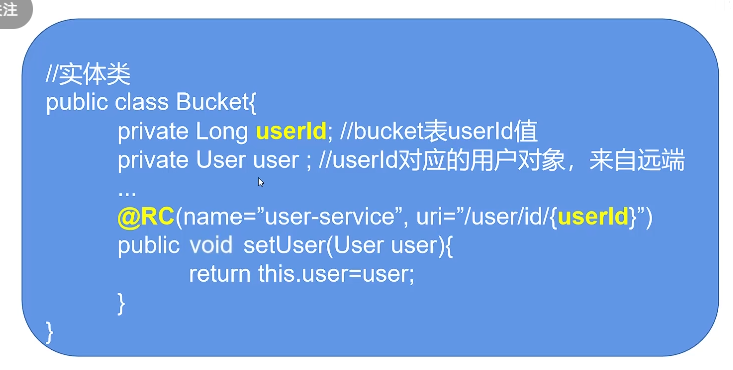 注
//实体类
public class Bucket{
private Long userId; //bucket表userId值
private User user ; //userId对应的用户对象，来自远端
...
@RC(name=”user-service”, uri=”/user/id/{userId}”)
public void setUser(User user){
return this.user=user;
}
}